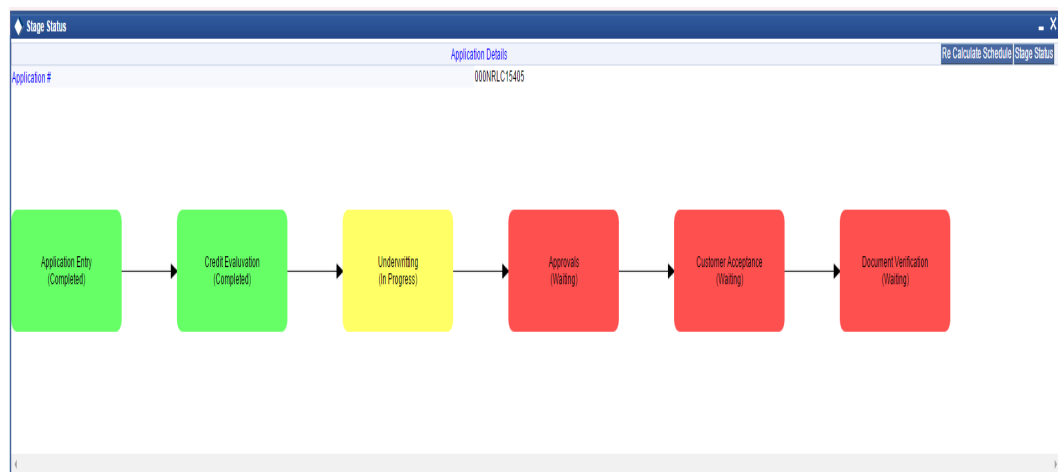 Stage Status
Application Details
Re Calculate Schedule
Stage Status
Application #
000NRLC15405
Application Entry
(Completed)
Credit Evaluvation
(Completed)
Underwritting
(In Progress)
Approvals
(Waiting)
Customer Acceptance
(Waiting)
Document Verification
(Waiting)